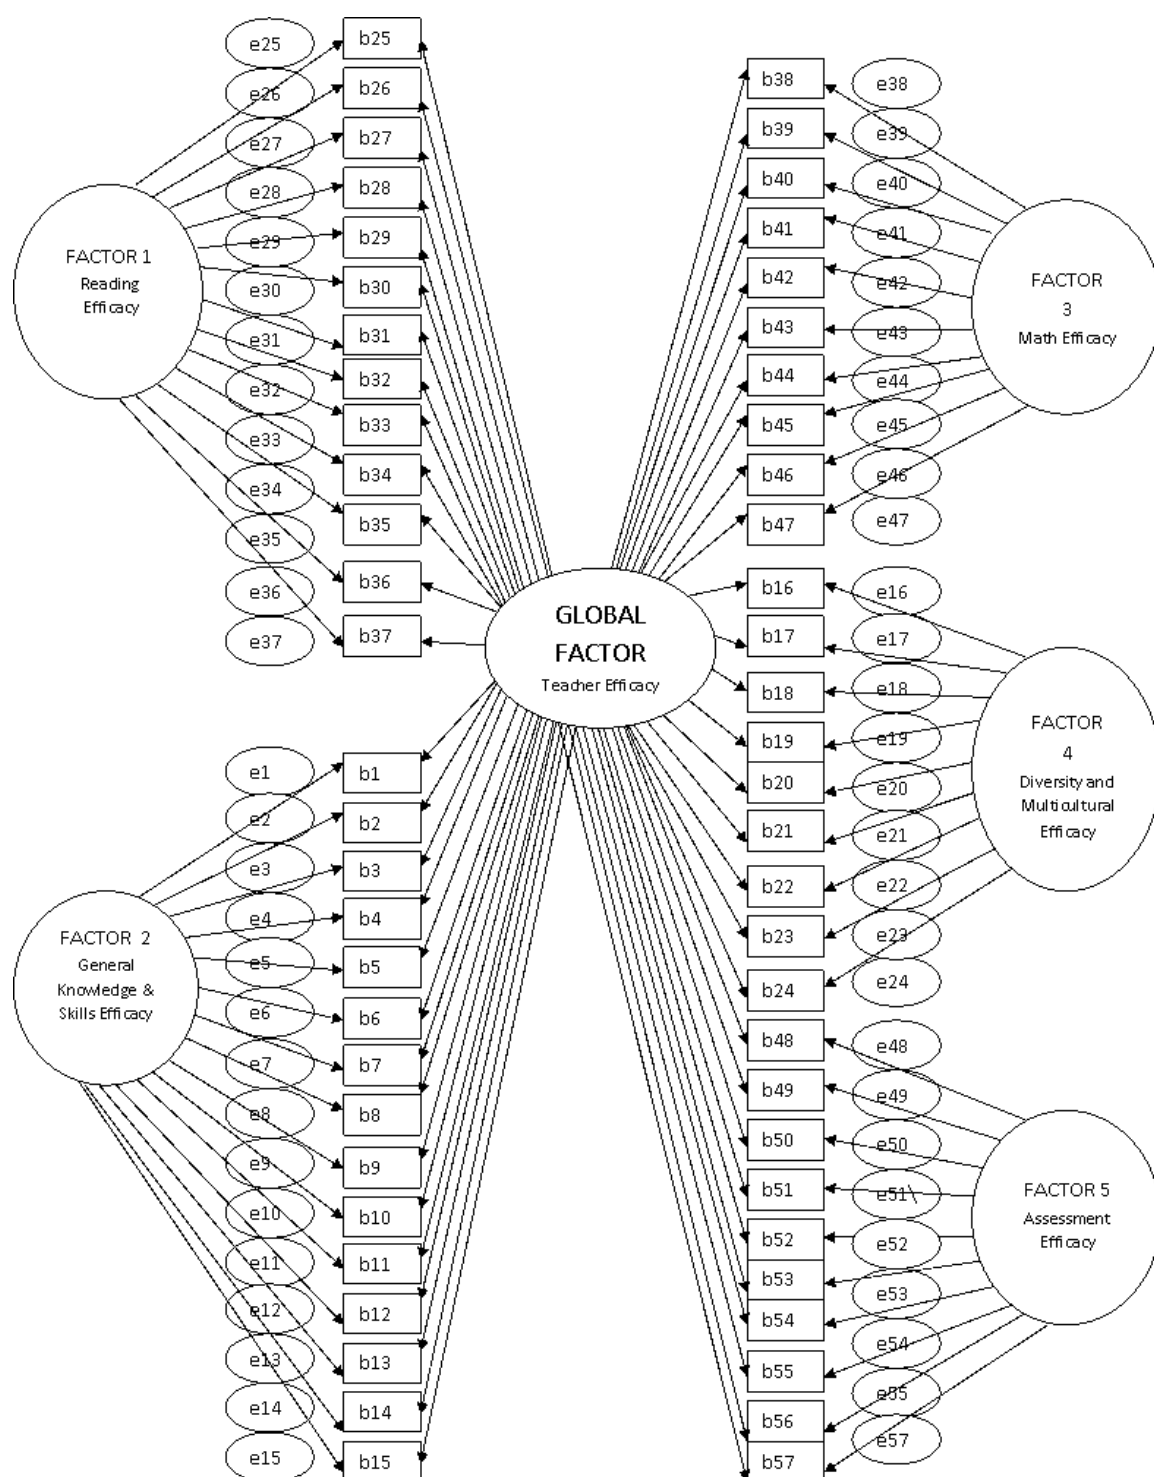 e25
b25
e26
b26
e27
b27
e28
b28
e29
b29
e30
b30
e31
b31
e32
b32
e33
b33
e34
b34
e35
b35
e36
b36
e37
b37
FACTOR 1
Reading
Efficacy
b38
e38
b39
e39
b40
e40
b41
e41
b42
e42
b43
e43
b44
e44
b45
e45
b46
e46
b47
e47
FACTOR
3
Math Efficacy
GLOBAL
FACTOR
Teacher Efficacy
b16
e16
b17
e17
b18
e18
b19
e19
b20
e20
b21
e21
b22
e22
b23
e23
b24
e24
FACTOR
4
Diversity and
Multicultural
Efficacy
e1
b1
e2
b2
e3
b3
e4
b4
e5
b5
e6
b6
e7
b7
e8
b8
e9
b9
e10
b10
e11
b11
e12
b12
e13
b13
e14
b14
e15
b15
FACTOR 2
General
Knowledge &
Skills Efficacy
b48
e48
b49
e49
b50
e50
b51
e51\
b52
e52
b53
e53
b54
e54
b55
e55
b56
e57
b57
FACTOR 5
Assessment
Efficacy